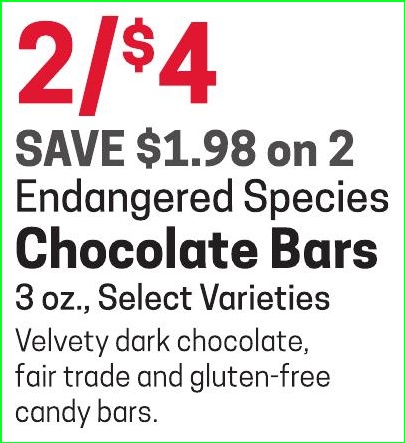 2/$4
SAVE $1.98 on 2
Endangered Species
Chocolate Bars
3 oz., Select Varieties
Velvety dark chocolate,
fair trade and gluten-free
candy bars.